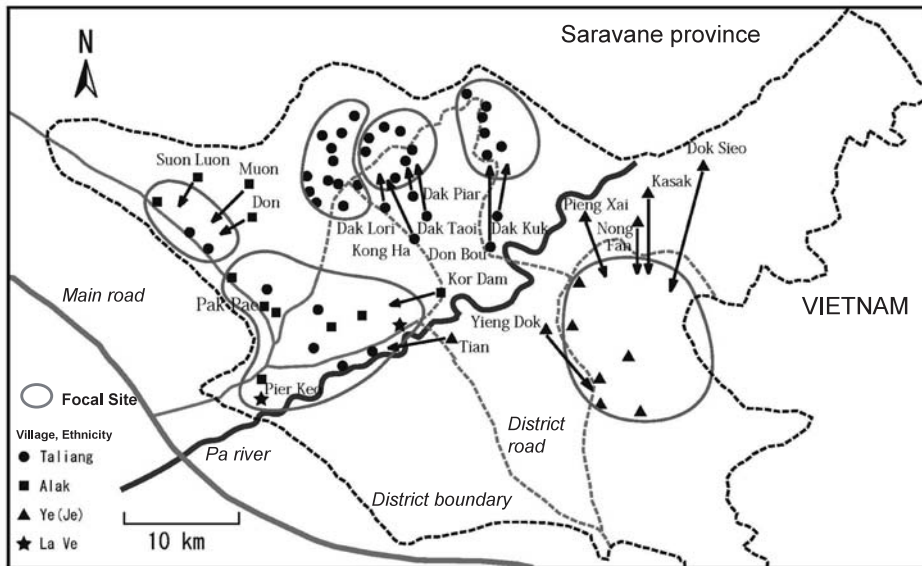 Saravane province
N
Dok Sieo
Suon Luon
Muon
Kasak
Don
Dak Piar
Pieng Xai
Dak Lori
Dak Taoi
Dak Kuk
Nong
Fan
Kong Ha
Don Bou
Kor Dam
Main road
Pak Pae
VIETNAM
Yieng Dok
Tian
Pier Keo
Focal Site
Village, Ethnicity
District
road
Taliang
Pa river
Alak
District boundary
Ye(Je)
La Ve
10 km